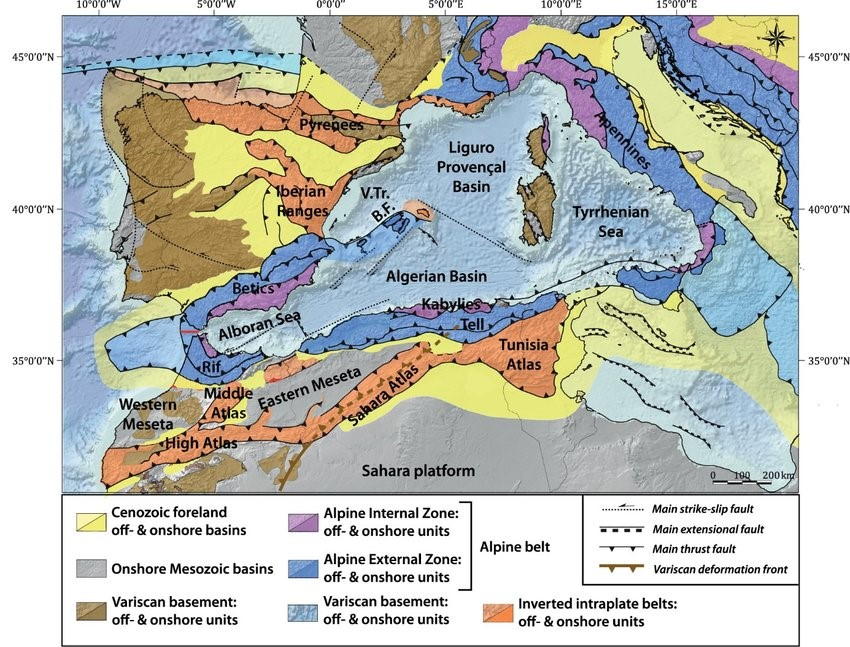 10°0'0"W
5°0'0"W
0°0'0"
5°0'0"E
10°0'0"E
15°0'0"E
45°0'0"N
45°0'0"N
Pyrenees
Liguro
Provençal
Basin
Apennines
40°0'0"N
40°0'0"N
Iberian
Ranges
V.Tr.
B.F.
Tyrrhenian
Sea
Algerian Basin
Betics
Kabylies
Alboran Sea
Tell
35°0'0"N
35°0'0"N
Rif
Tunisia
Atlas
Eastern Meseta
Sahara Atlas
Middle
Atlas
Western
Meseta
High Atlas
Sahara platform
0 100 200 km
Cenozoic foreland
off- & onshore basins
Onshore Mesozoic basins
Variscan basement:
off- & onshore units
Alpine Internal Zone:
off- & onshore units
Alpine External Zone:
off- & onshore units
Alpine belt
Variscan basement:
off- & onshore units
Inverted intraplate belts:
off- & onshore units
Main strike-slip fault
Main extensional fault
Main thrust fault
Variscan deformation front